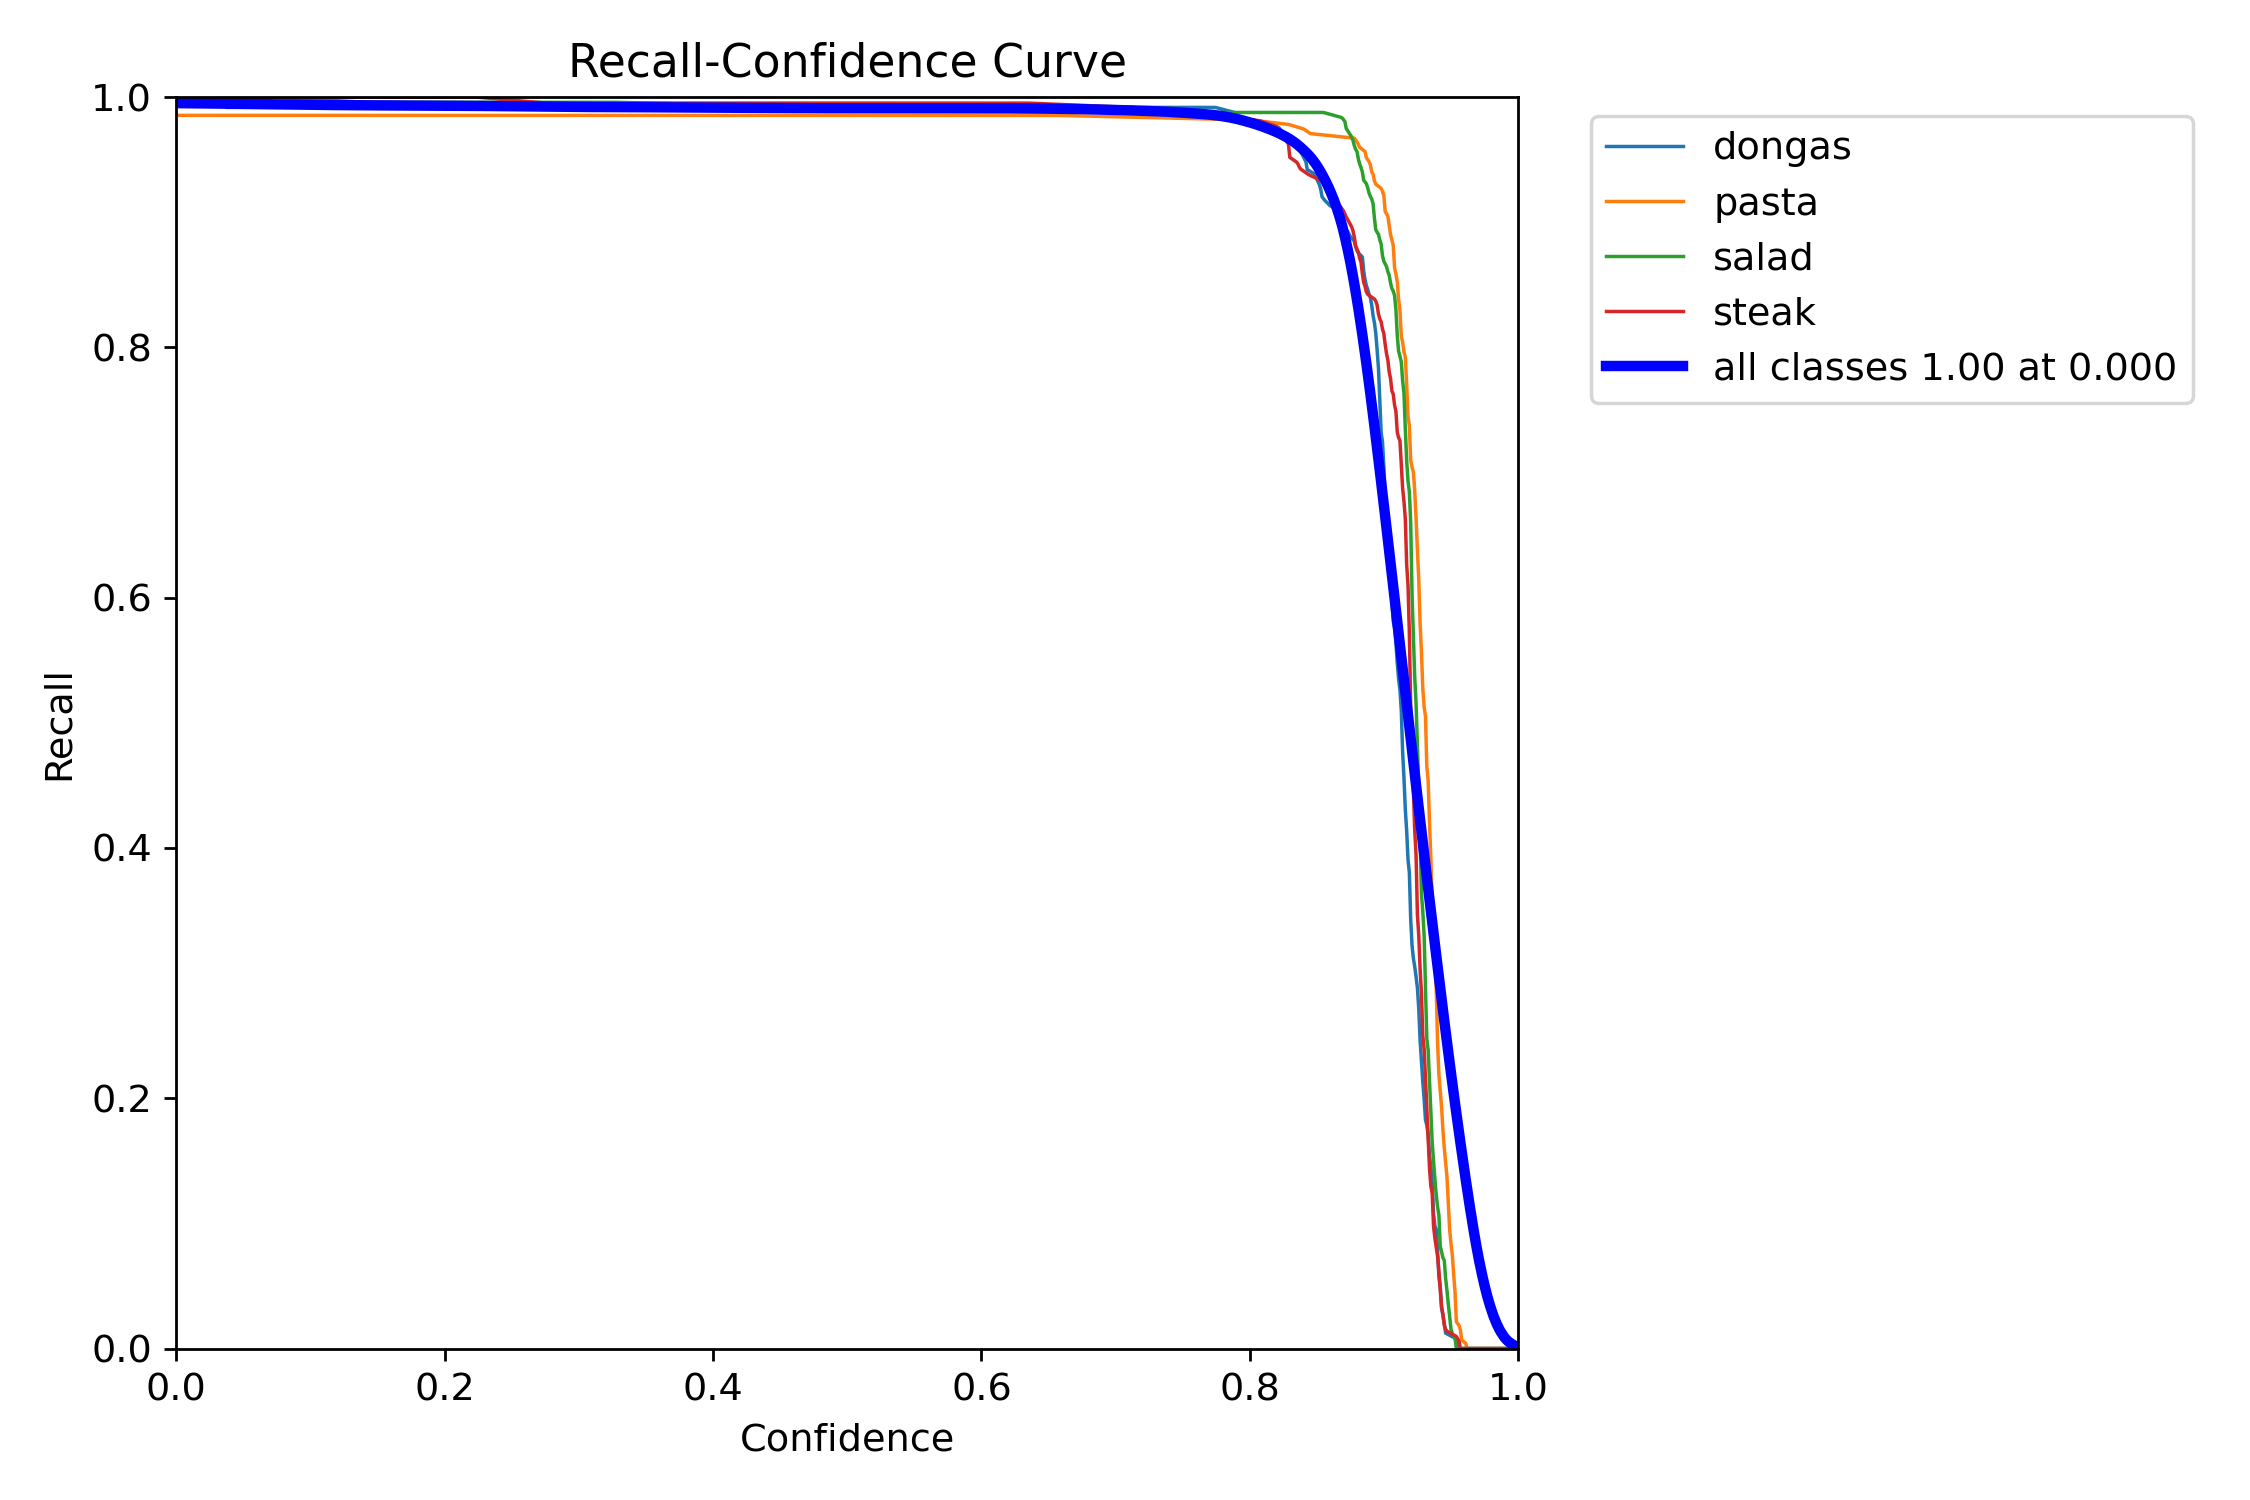 Recall-Confidence Curve
1.0
0.8
0.6
0.4
0.2
0.0
Recall
0.0 0.2 0.4 0.6 0.8 1.0
Confidence
dongas
pasta
salad
steak
all classes 1.00 at 0.000